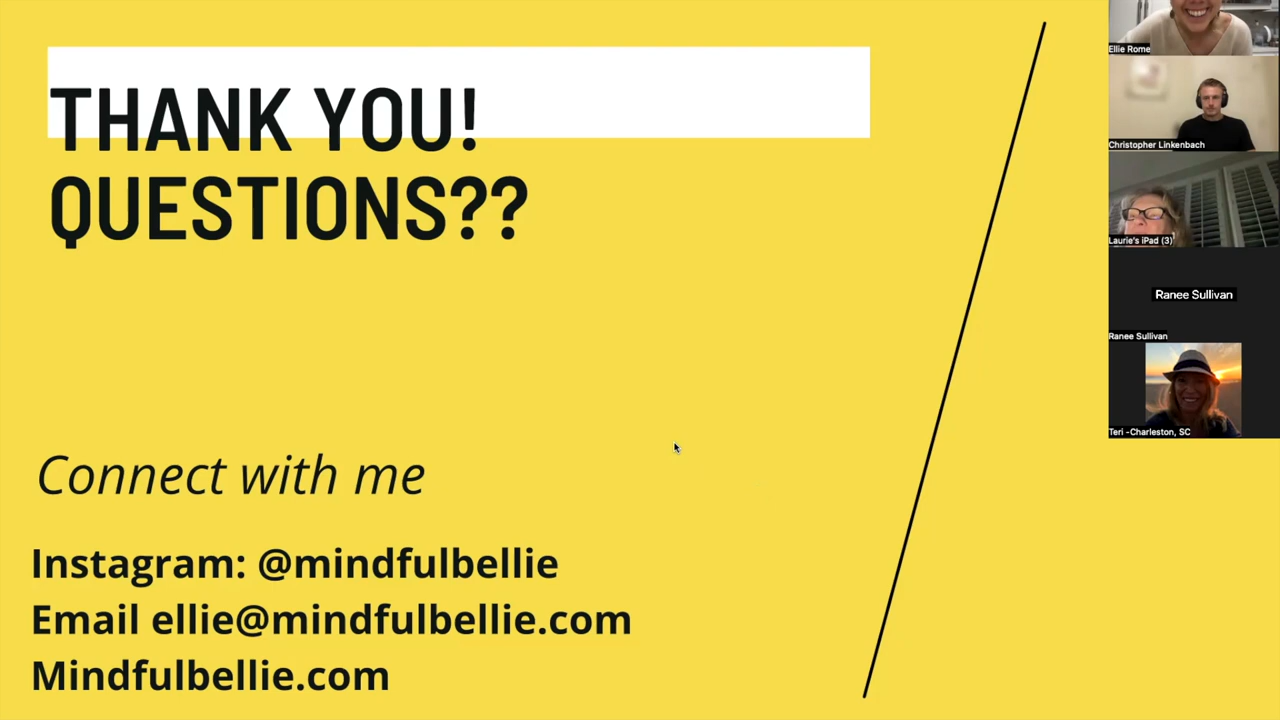 THANK YOU!
QUESTIONS??
Connect with me
Instagram: @mindfulbellie
Email ellie@mindfulbellie.com
Mindfulbellie.com
Ellie Rome
Christopher Linkenbach
Laurie's iPad (3)
Ranee Sullivan
Ranee Sullivan
Teri -Charleston, SC